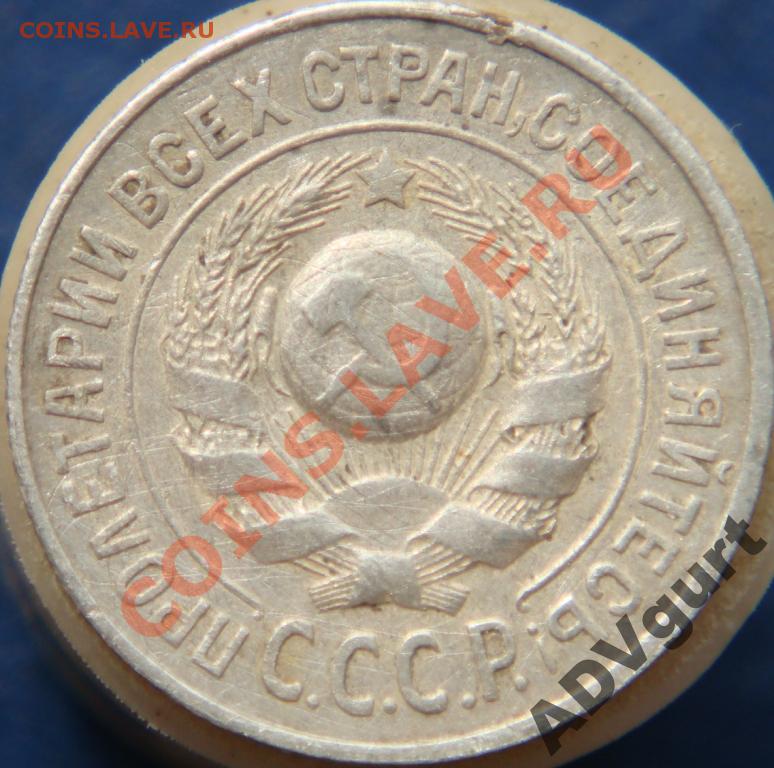 COINS.LAVE.RU
ПРОЛЕТАРИИ ВСЕХ СТРАН, СОЕДИНЯЙТЕСЬ!
С.С.С.Р.
COINS.LAVE.RU
ADVgurt